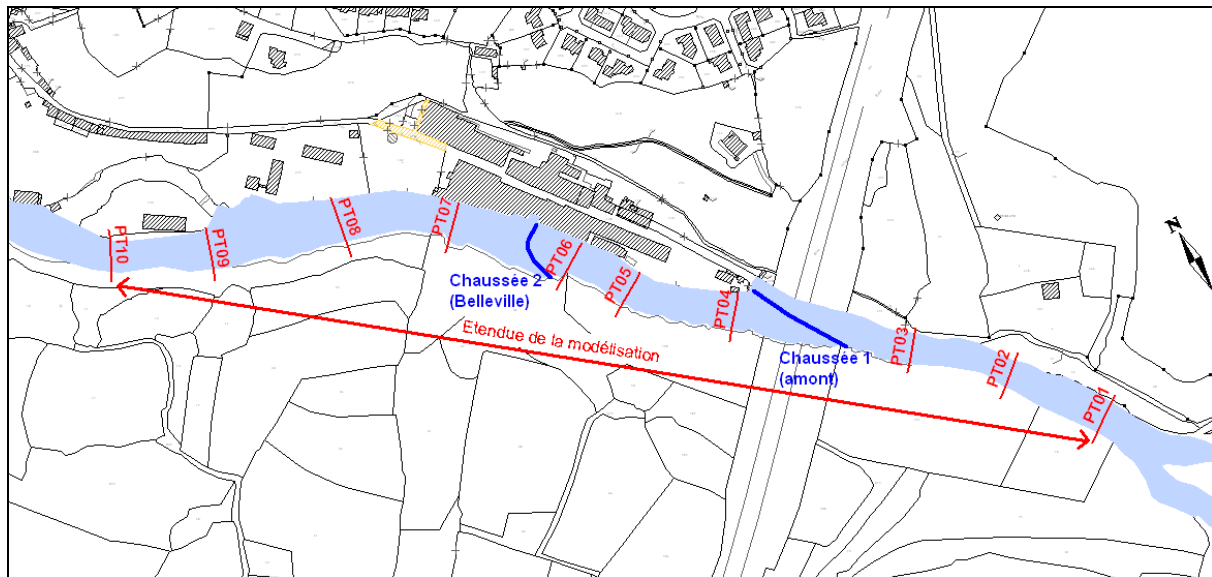 PT10
PT09
PT08
PT07
PT06
PT05
PT04
PT03
PT02
PT01
Chaussée 2
(Belleville)
Etendue de la modélisation
Chaussée 1
(amont)
N